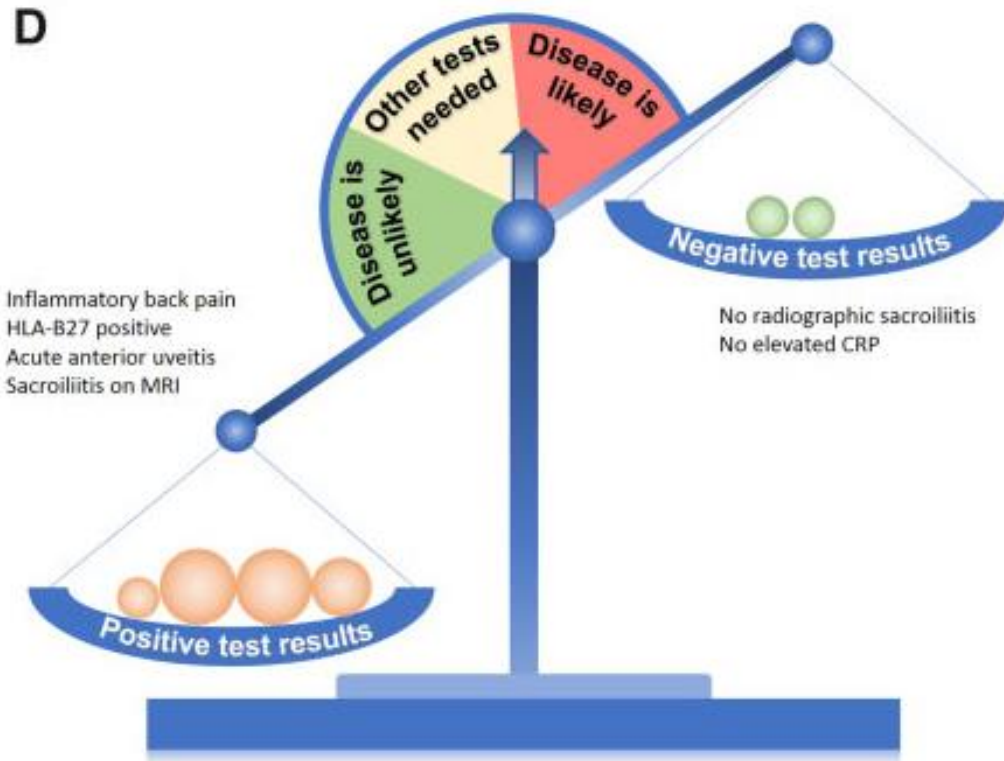 D
Disease is
unlikely
Other tests
needed
Disease is
likely
Negative test results
Inflammatory back pain
HLA-B27 positive
Acute anterior uveitis
Sacroiliitis on MRI
No radiographic sacroiliitis
No elevated CRP
Positive test results